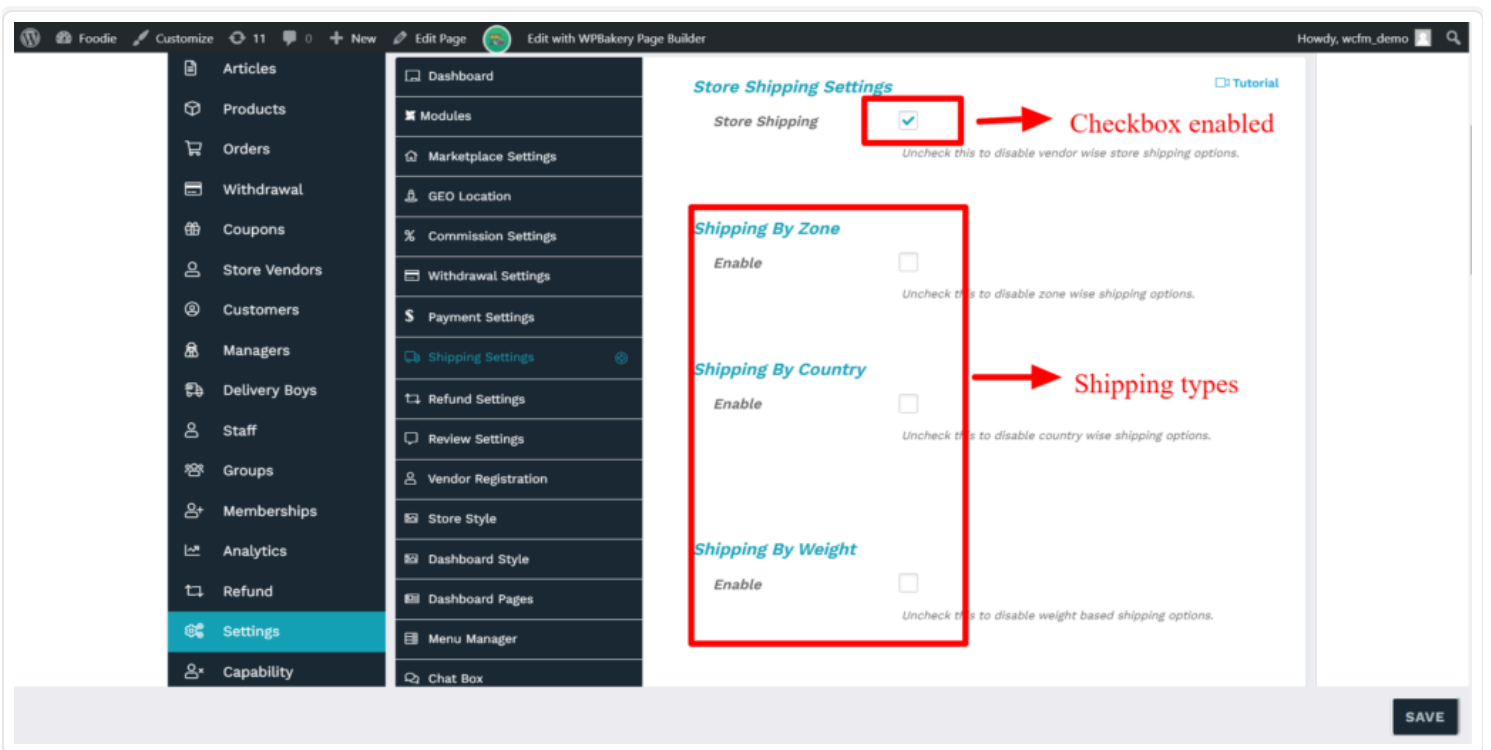 Foodie Customize 11 0 New Edit Page Edit with WPBakery Page Builder Howdy, wcfm_demo
Articles
Products
Orders
Withdrawal
Coupons
Store Vendors
Customers
Managers
Delivery Boys
Staff
Groups
Memberships
Analytics
Refund
Settings
Capability
Dashboard
Modules
Marketplace Settings
GEO Location
% Commission Settings
Withdrawal Settings
$ Payment Settings
Shipping Settings
Refund Settings
Review Settings
Vendor Registration
Store Style
Dashboard Style
Dashboard Pages
Menu Manager
Chat Box
Store Shipping Settings
Tutorial
Store Shipping
Checkbox enabled
Uncheck this to disable vendor wise store shipping options.
Shipping By Zone
Enable
Uncheck this to disable zone wise shipping options.
Shipping By Country
Shipping types
Enable
Uncheck this to disable country wise shipping options.
Shipping By Weight
Enable
Uncheck this to disable weight based shipping options.
SAVE